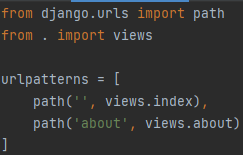 from django.urls import path
from . import views

urlpatterns = [
    path('', views.index),
    path('about', views.about)
]